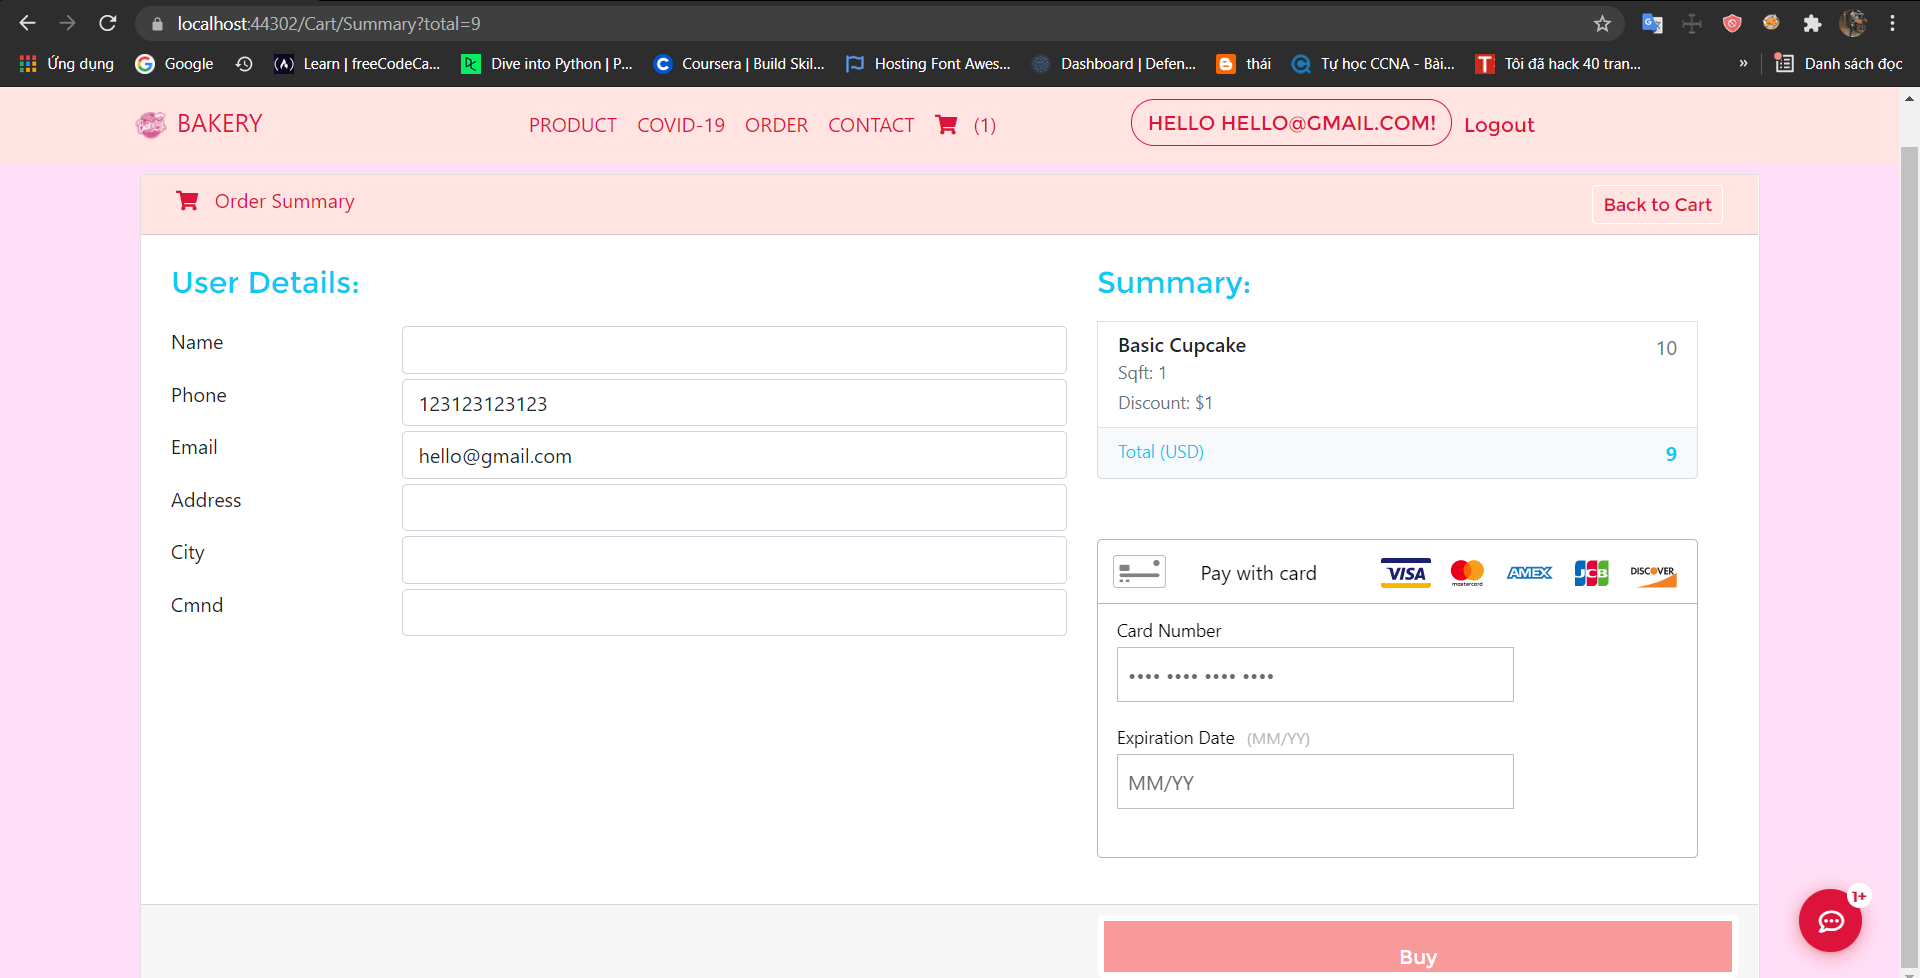 localhost:44302/Cart/Summary?total=9
Ứng dụng Google Learn | freeCodeCa... Dive into Python | P... Coursera | Build Skil... Hosting Font Awes... Dashboard | Defen... thái Tự học CCNA - Bài... Tôi đã hack 40 tran... » Danh sách đọc
BAKERY PRODUCT COVID-19 ORDER CONTACT (1) HELLO HELLO@GMAIL.COM! Logout
Order Summary Back to Cart
User Details:
Name
Phone 123123123123
Email hello@gmail.com
Address
City
Cmnd
Summary:
Basic Cupcake 10
Sqft: 1
Discount: $1
Total (USD) 9
Pay with card VISA mastercard AMEX JCB DISCOVER
Card Number
•••• •••• •••• ••••
Expiration Date (MM/YY)
MM/YY
Buy
1+